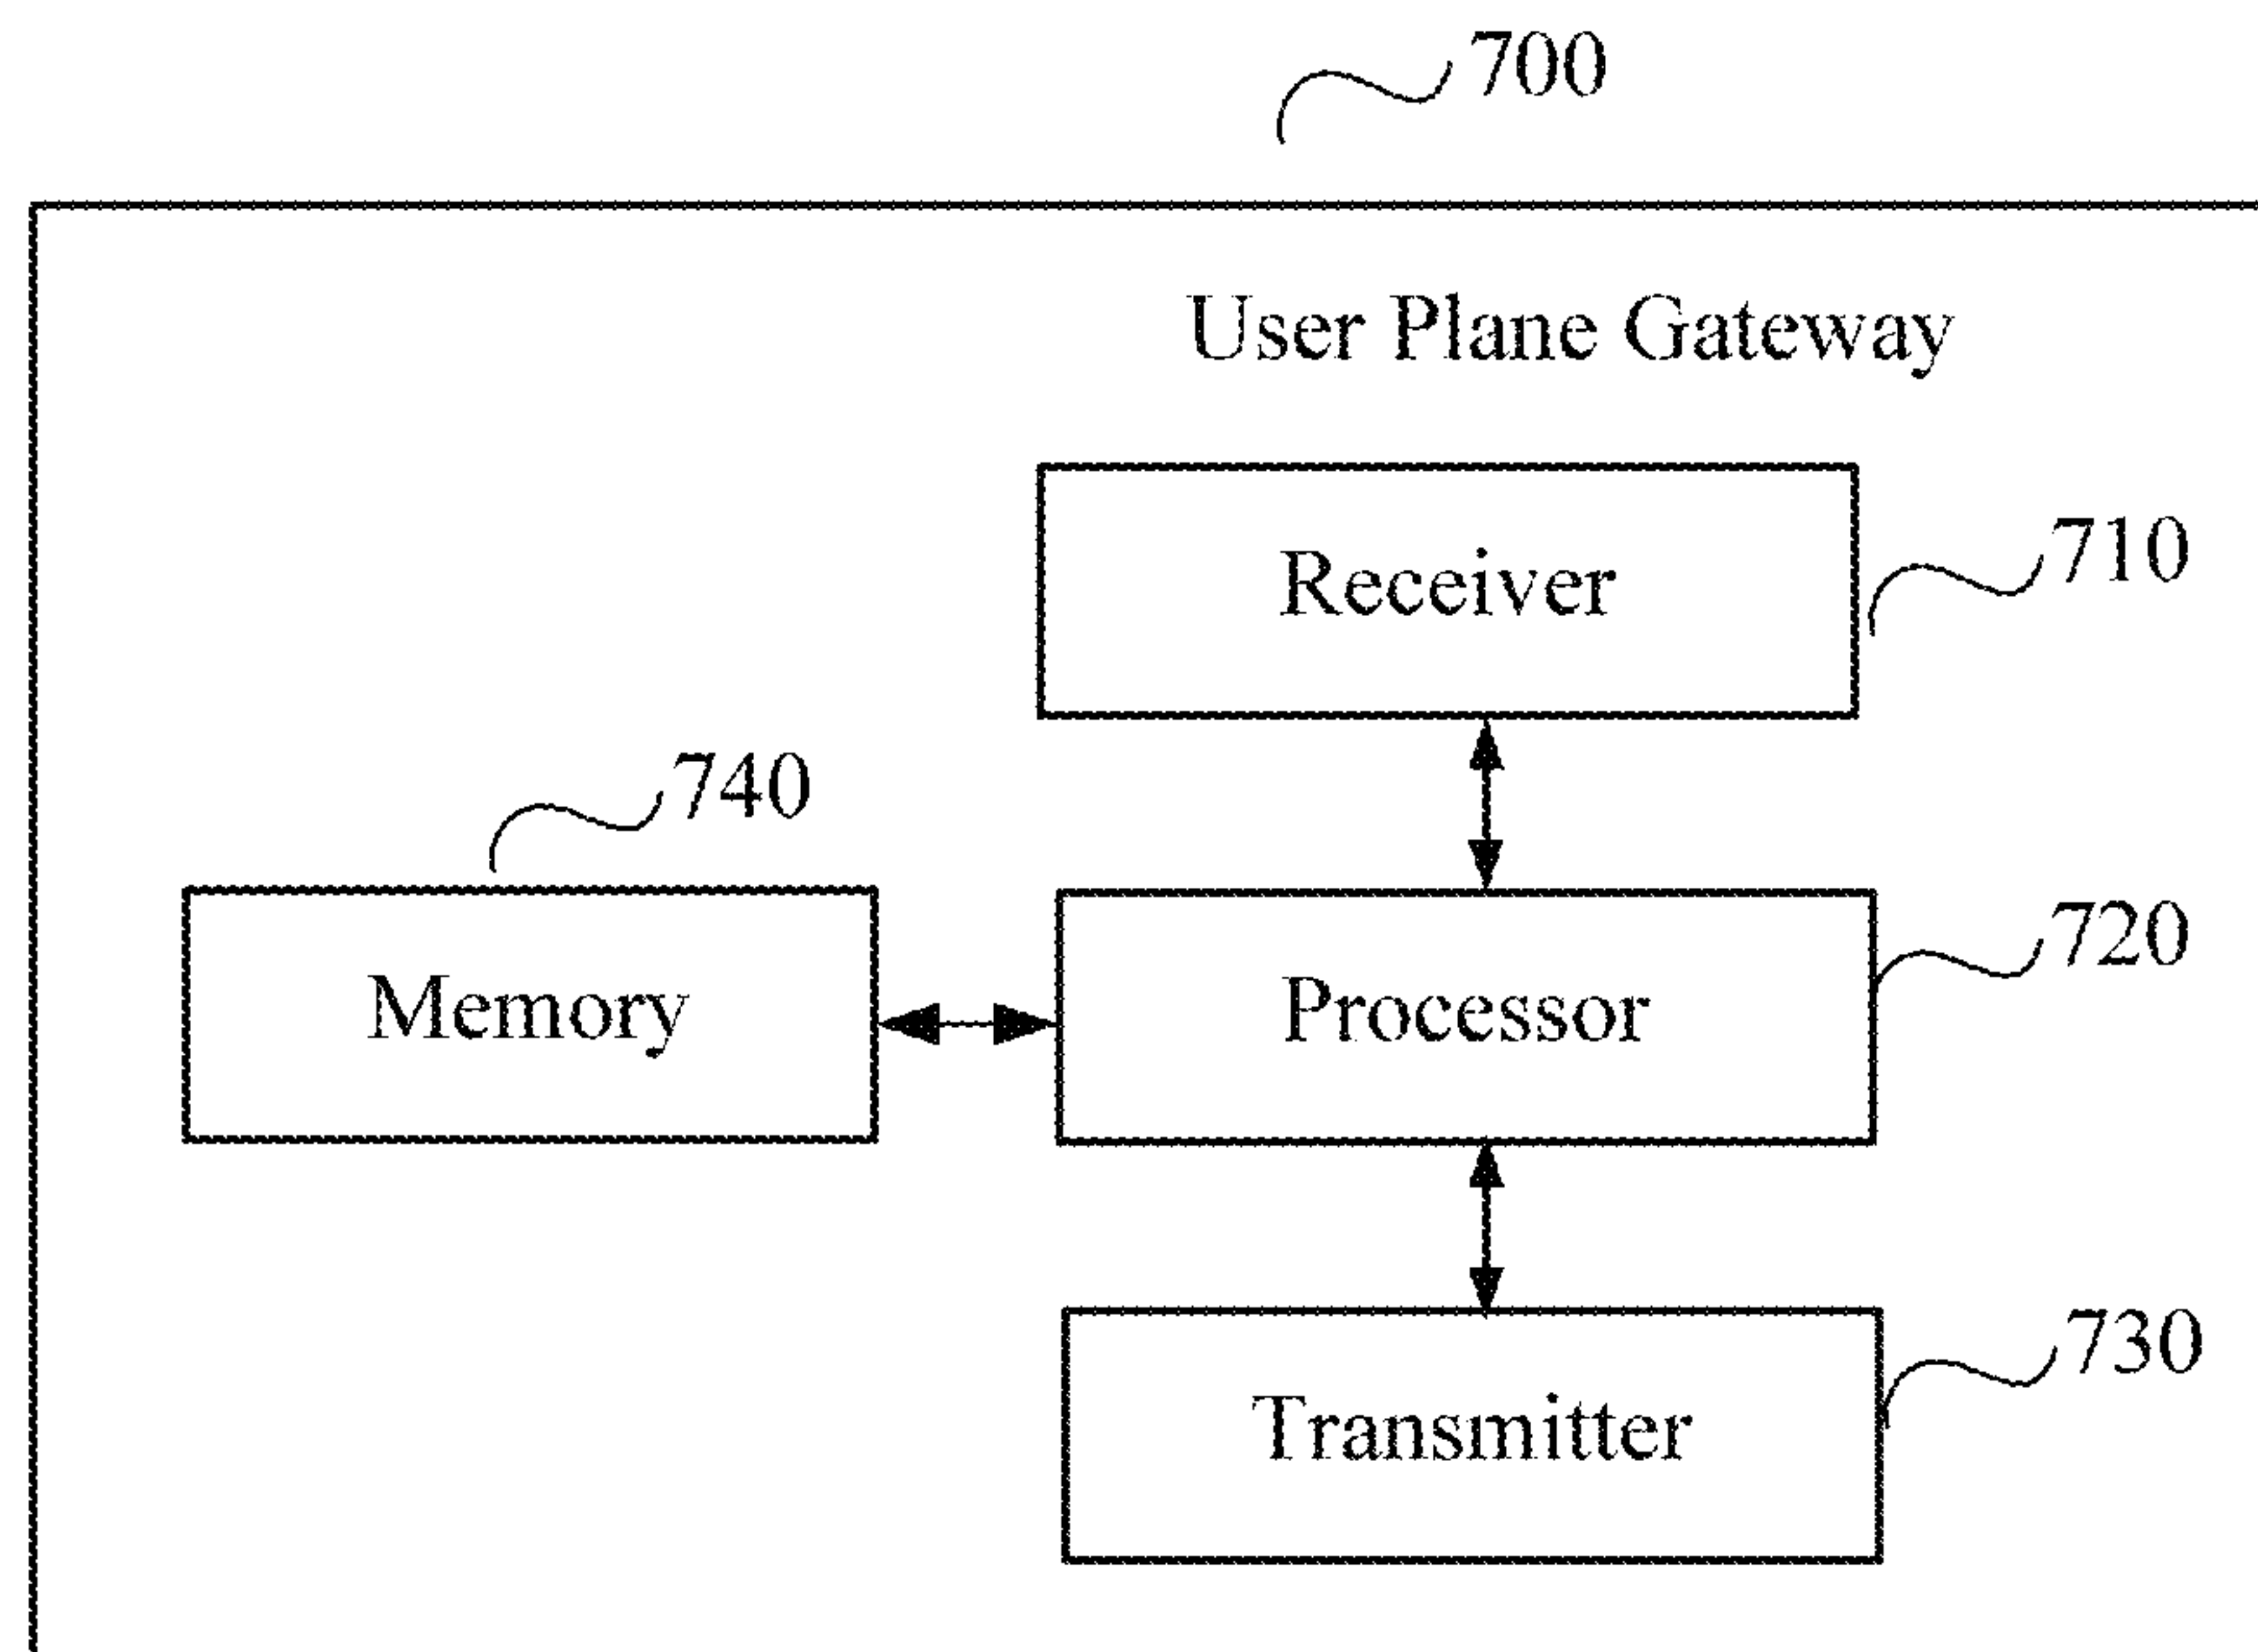 700
User Plane Gateway
Receiver
710
740
Memory
Processor
720
Transmitter
730